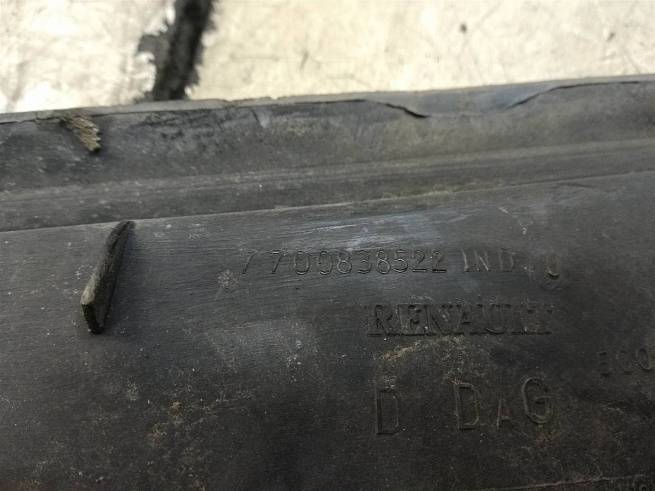 7700838522 IND
RENAULT
D DAG